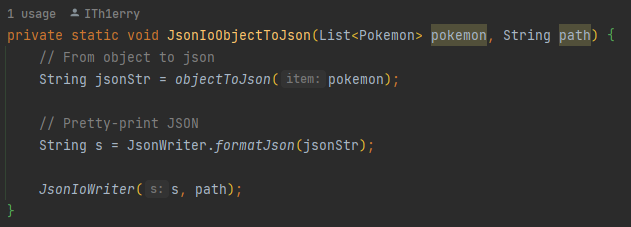 1 usage ITh1erry
private static void JsonIoObjectToJson(List<Pokemon> pokemon, String path) {
// From object to json
String jsonStr = objectToJson( item: pokemon);
// Pretty-print JSON
String s = JsonWriter.formatJson(jsonStr);
JsonIoWriter( s: s, path);
}